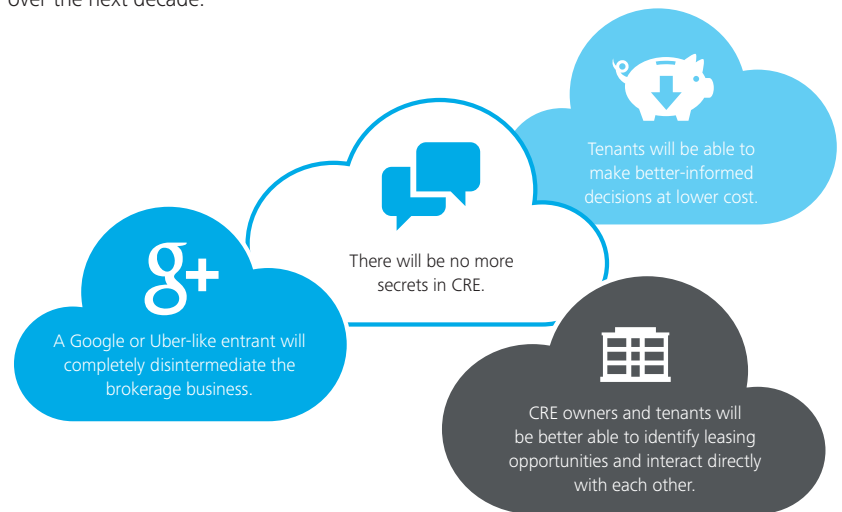 over the next decade.
Tenants will be able to
make better-informed
decisions at lower cost.
There will be no more
secrets in CRE.
g+
A Google or Uber-like entrant will
completely disintermediate the
brokerage business.
CRE owners and tenants will
be better able to identify leasing
opportunities and interact directly
with each other.